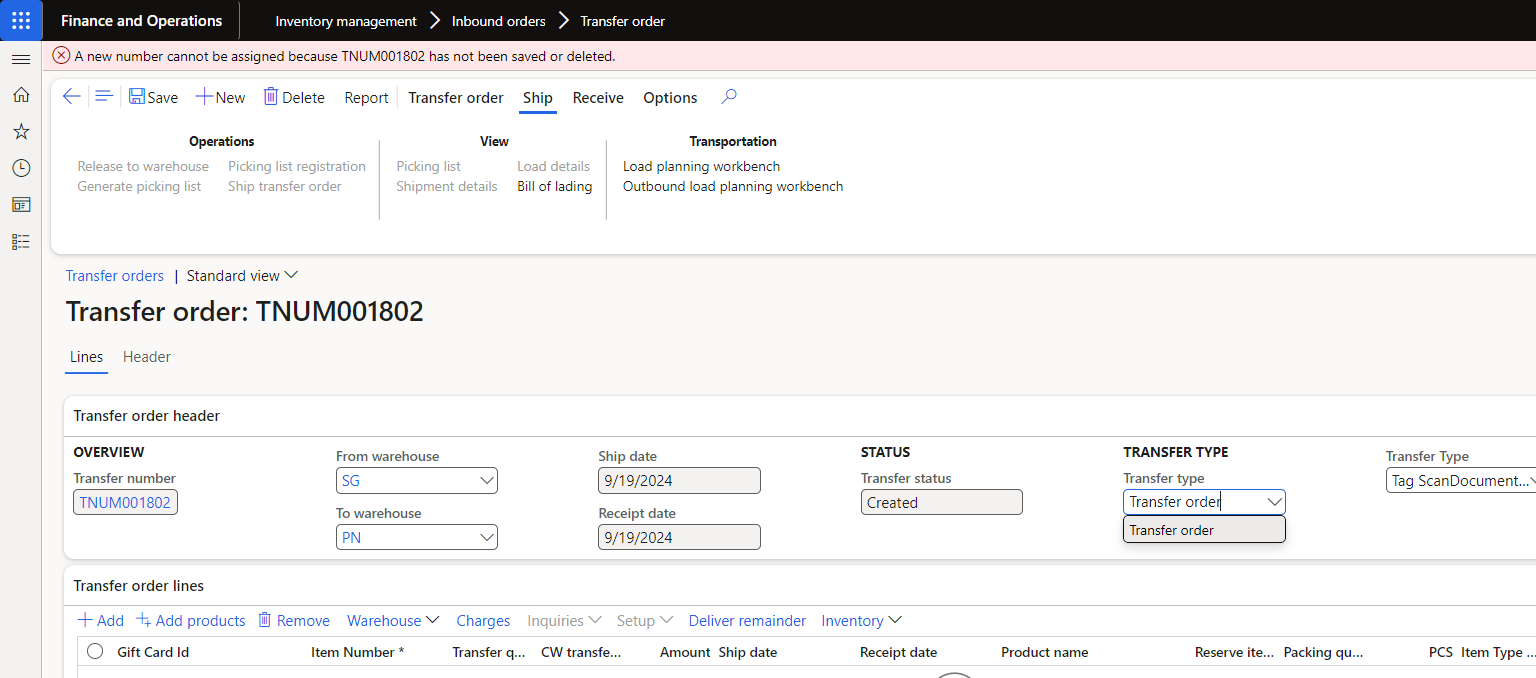 Finance and Operations
Inventory management > Inbound orders > Transfer order
A new number cannot be assigned because TNUM001802 has not been saved or deleted.
Save New Delete Report Transfer order Ship Receive Options
Operations View Transportation
Release to warehouse Picking list registration Picking list Load details Load planning workbench
Generate picking list Ship transfer order Shipment details Bill of lading Outbound load planning workbench
Transfer orders | Standard view
Transfer order: TNUM001802
Lines Header
Transfer order header
OVERVIEW STATUS TRANSFER TYPE
From warehouse Ship date Transfer Type
Transfer number Transfer status Transfer type
SG 9/19/2024 Tag ScanDocument...
TNUM001802 Created Transfer order
To warehouse Receipt date
Transfer order
PN 9/19/2024
Transfer order lines
Add Add products Remove Warehouse Charges Inquiries Setup Deliver remainder Inventory
Gift Card Id Item Number * Transfer q... CW transfe... Amount Ship date Receipt date Product name Reserve ite... Packing qu... PCS Item Type ...